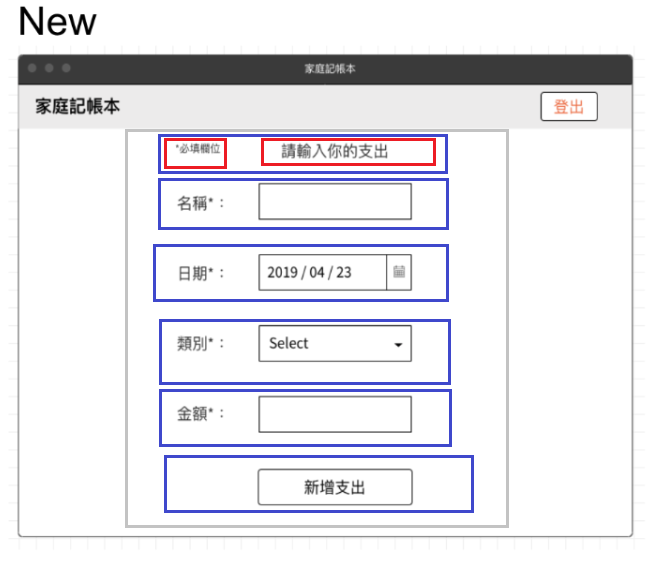 New
家庭記帳本
家庭記帳本 登出
*必填欄位 請輸入你的支出
名稱*：
日期*： 2019 / 04 / 23
類別*： Select
金額*：
新增支出